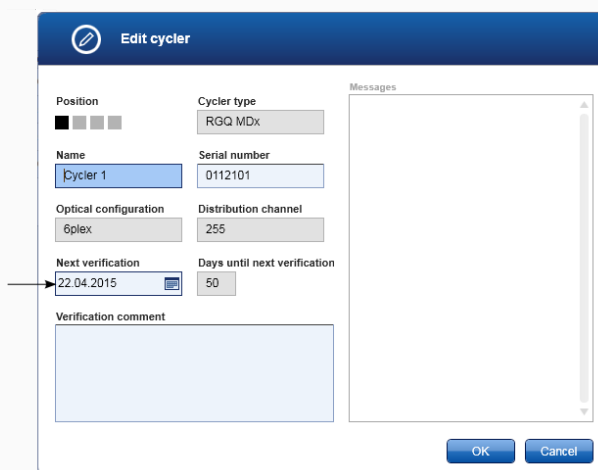 Edit cycler
Messages
Position
Cycler type
RGQ MDx
Name
Serial number
Cycler 1
0112101
Optical configuration
Distribution channel
6plex
255
Next verification
Days until next verification
22.04.2015
50
Verification comment
OK
Cancel